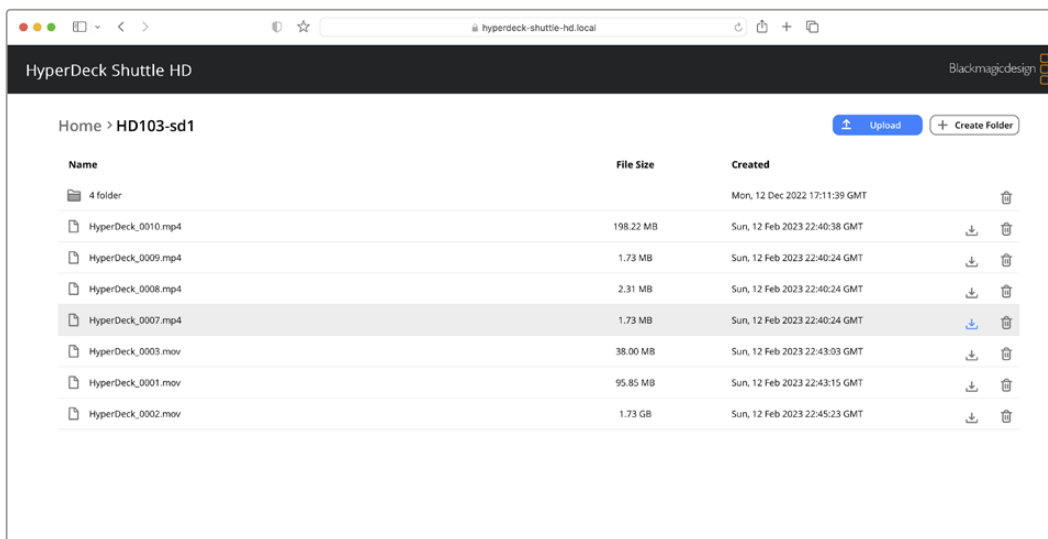 hyperdeck-shuttle-hd.local
HyperDeck Shuttle HD
Blackmagicdesign
Home > HD103-sd1
Upload
+ Create Folder
Name File Size Created
4 folder Mon, 12 Dec 2022 17:11:39 GMT
HyperDeck_0010.mp4 198.22 MB Sun, 12 Feb 2023 22:40:38 GMT
HyperDeck_0009.mp4 1.73 MB Sun, 12 Feb 2023 22:40:24 GMT
HyperDeck_0008.mp4 2.31 MB Sun, 12 Feb 2023 22:40:24 GMT
HyperDeck_0007.mp4 1.73 MB Sun, 12 Feb 2023 22:40:24 GMT
HyperDeck_0003.mov 38.00 MB Sun, 12 Feb 2023 22:43:03 GMT
HyperDeck_0001.mov 95.85 MB Sun, 12 Feb 2023 22:43:15 GMT
HyperDeck_0002.mov 1.73 GB Sun, 12 Feb 2023 22:45:23 GMT